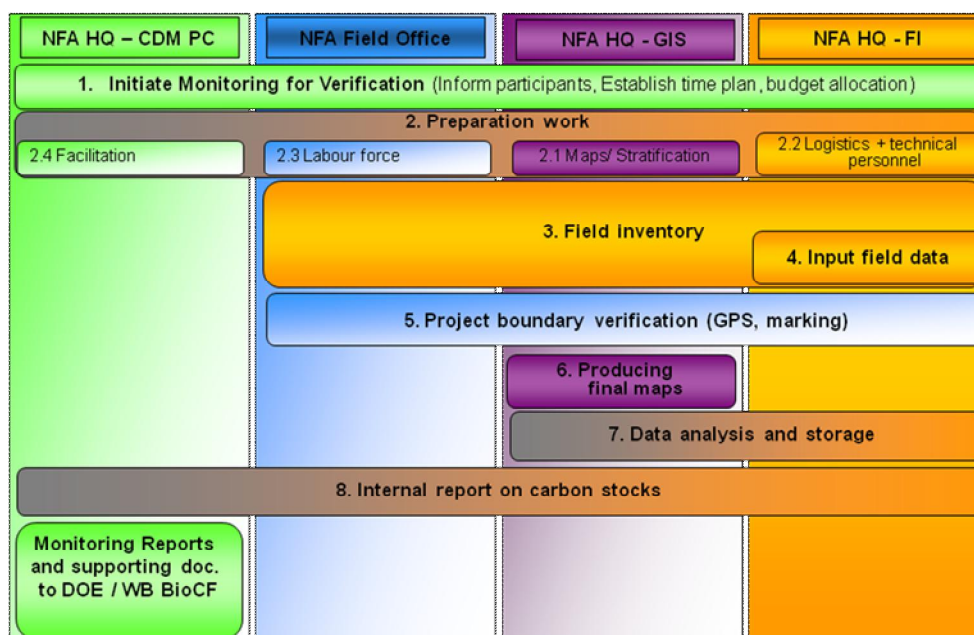 NFA HQ – CDM PC
NFA Field Office
NFA HQ - GIS
NFA HQ - FI
1. Initiate Monitoring for Verification (Inform participants, Establish time plan, budget allocation)
2. Preparation work
2.4 Facilitation
2.3 Labour force
2.1 Maps/ Stratification
2.2 Logistics + technical
personnel
3. Field inventory
4. Input field data
5. Project boundary verification (GPS, marking)
6. Producing
final maps
7. Data analysis and storage
8. Internal report on carbon stocks
Monitoring Reports
and supporting doc.
to DOE / WB BioCF